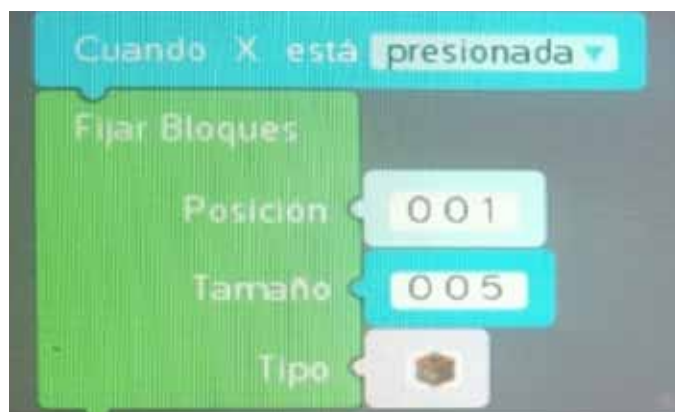 Cuando X está presionada
Fijar Bloques
Posición 0 0 1
Tamaño 0 0 5
Tipo